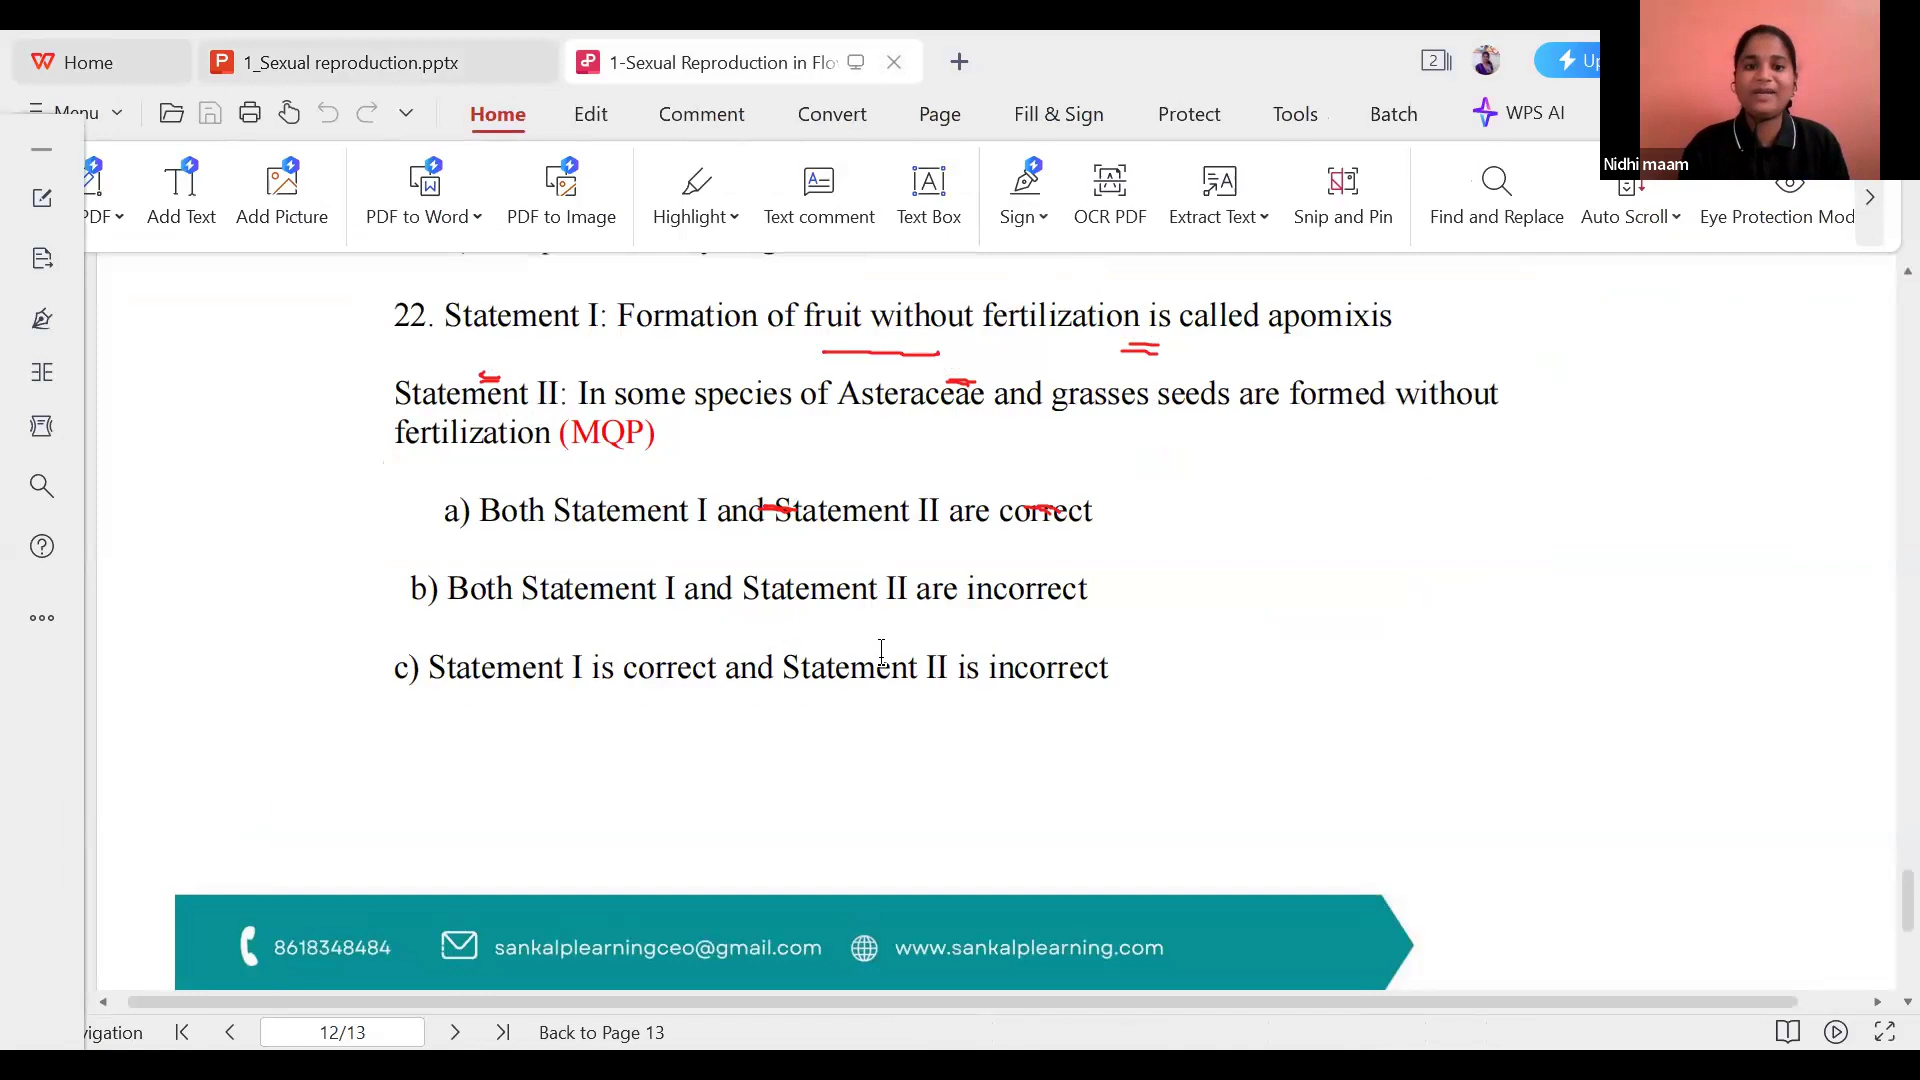 Home
1_Sexual reproduction.pptx
1-Sexual Reproduction in Flo
2
Menu
Home
Edit
Comment
Convert
Page
Fill & Sign
Protect
Tools
Batch
WPS AI
Nidhi maam
PDF
Add Text
Add Picture
PDF to Word
PDF to Image
Highlight
Text comment
Text Box
Sign
OCR PDF
Extract Text
Snip and Pin
Find and Replace
Auto Scroll
Eye Protection Mod
22. Statement I: Formation of fruit without fertilization is called apomixis
Statement II: In some species of Asteraceae and grasses seeds are formed without
fertilization (MQP)
a) Both Statement I and Statement II are correct
b) Both Statement I and Statement II are incorrect
c) Statement I is correct and Statement II is incorrect
8618348484
sankalplearningceo@gmail.com
www.sankalplearning.com
vigation
12/13
Back to Page 13